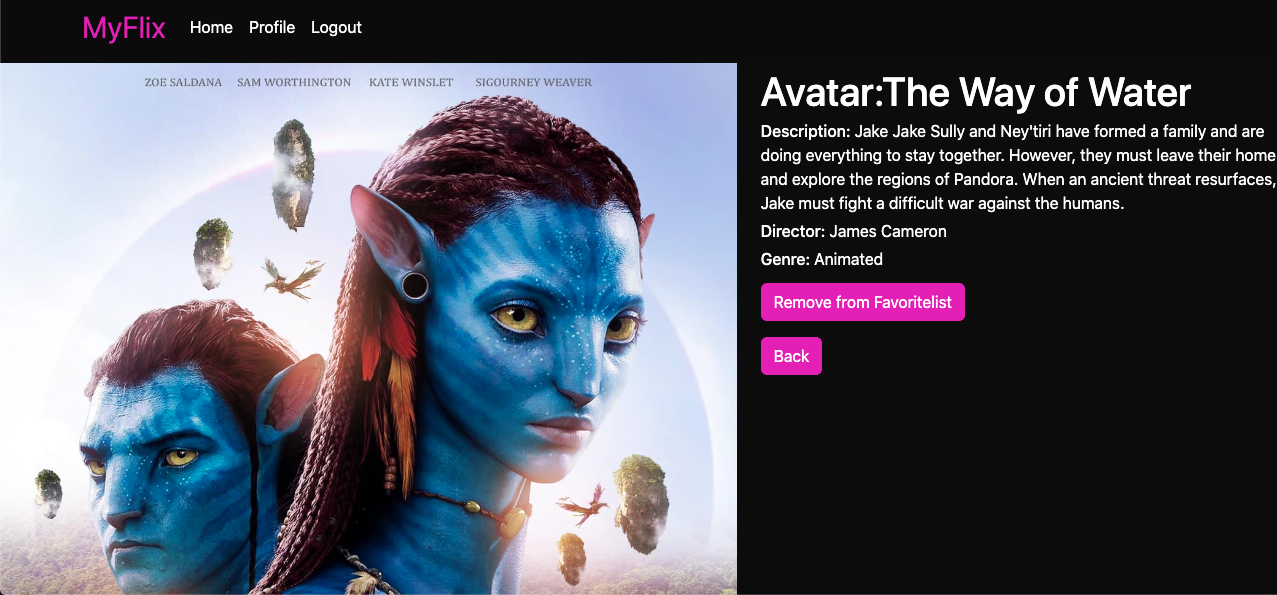 MyFlix Home Profile Logout
ZOE SALDANA SAM WORTHINGTON KATE WINSLET SIGOURNEY WEAVER
Avatar:The Way of Water
Description: Jake Jake Sully and Ney'tiri have formed a family and are
doing everything to stay together. However, they must leave their home
and explore the regions of Pandora. When an ancient threat resurfaces,
Jake must fight a difficult war against the humans.
Director: James Cameron
Genre: Animated
Remove from Favoritelist
Back